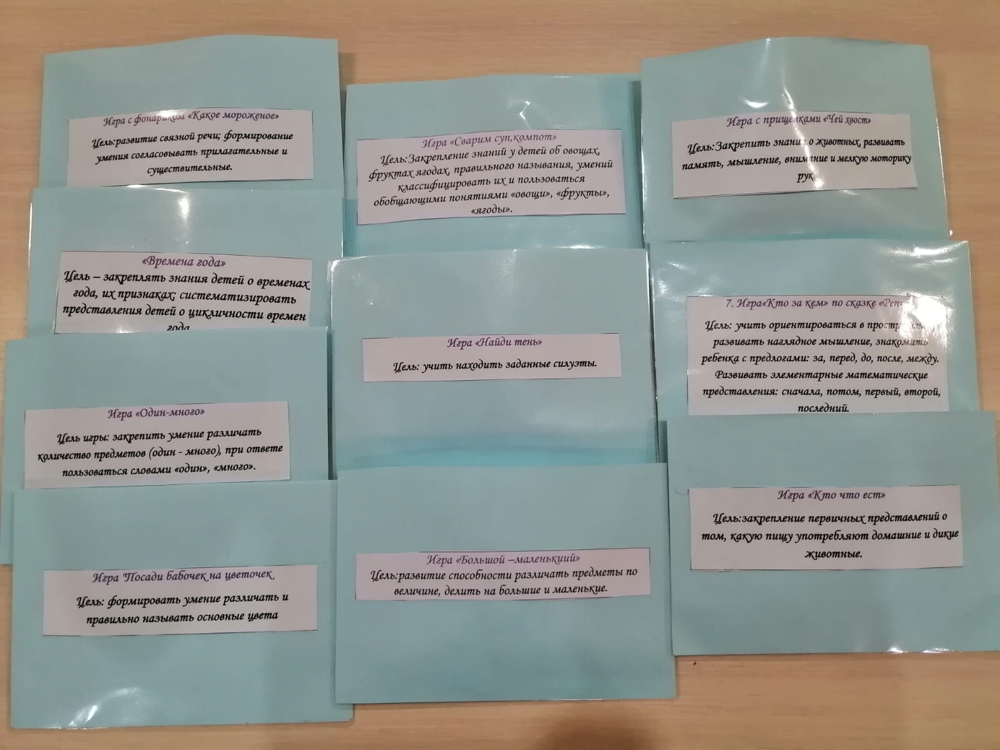 Игра с фонариком «Какое мороженое»
Цель:развитие связной речи; формирование
умения согласовывать прилагательные и
существительные.
«Времена года»
Цель – закреплять знания детей о временах
года, их признаках; систематизировать
представления детей о цикличности времен
года
Игра «Один-много»
Цель игры: закрепить умение различать
количество предметов (один - много), при ответе
пользоваться словами «один», «много».
Игра 'Посади бабочек на цветочек
Цель: формировать умение различать и
правильно называть основные цвета
Игра «Сварим суп,компот»
Цель:Закрепление знаний у детей об овощах,
фруктах ягодах, правильного называния, умений
классифицировать их и пользоваться
обобщающими понятиями «овощи», «фрукты»,
«ягоды».
Игра «Найди тень»
Цель: учить находить заданные силуэты.
Игра «Большой –маленькиий»
Цель:развитие способности различать предметы по
величине, делить на большие и маленькие.
Игра с прищепками «Чей хвост»
Цель:Закрепить знания о животных, развивать
память, мышление, внимание и мелкую моторику
рук.
7. Игра«Кто за кем» по сказке «Репка»
Цель: учить ориентироваться в
развивать наглядное мышление, знакомить
ребенка с предлогами: за, перед, до, после, между.
Развивать элементарные математические
представления: сначала, потом, первый, второй,
последний.
Игра «Кто что ест»
Цель:закрепление первичных представлений о
том, какую пищу употребляют домашние и дикие
животные.